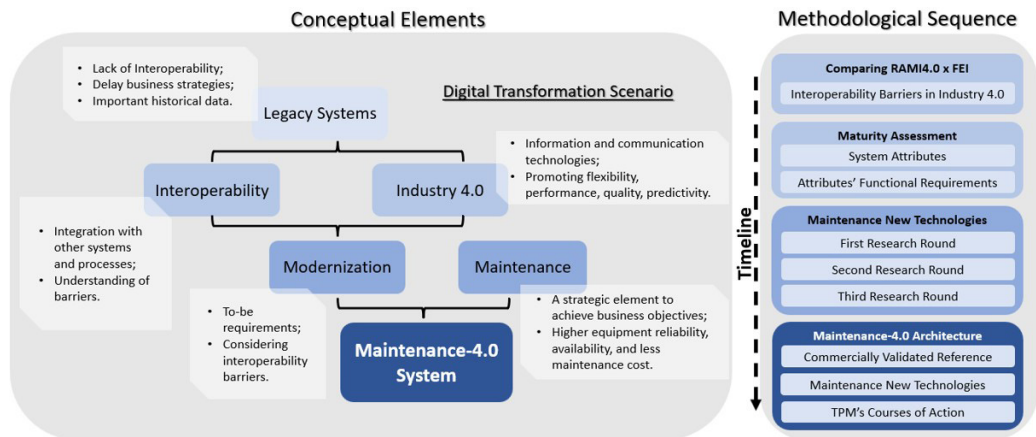 Conceptual Elements
• Lack of Interoperability;
• Delay business strategies;
• Important historical data.
Digital Transformation Scenario
Legacy Systems
• Information and communication
technologies;
• Promoting flexibility,
performance, quality, predictivity.
Interoperability
Industry 4.0
• Integration with
other systems
and processes;
• Understanding of
barriers.
Modernization
Maintenance
• To-be
requirements;
• Considering
interoperability
barriers.
• A strategic element to
achieve business objectives;
• Higher equipment reliability,
availability, and less
maintenance cost.
Maintenance-4.0
System
Methodological Sequence
Timeline
Comparing RAMI4.0 x FEI
Interoperability Barriers in Industry 4.0
Maturity Assessment
System Attributes
Attributes’ Functional Requirements
Maintenance New Technologies
First Research Round
Second Research Round
Third Research Round
Maintenance-4.0 Architecture
Commercially Validated Reference
Maintenance New Technologies
TPM’s Courses of Action